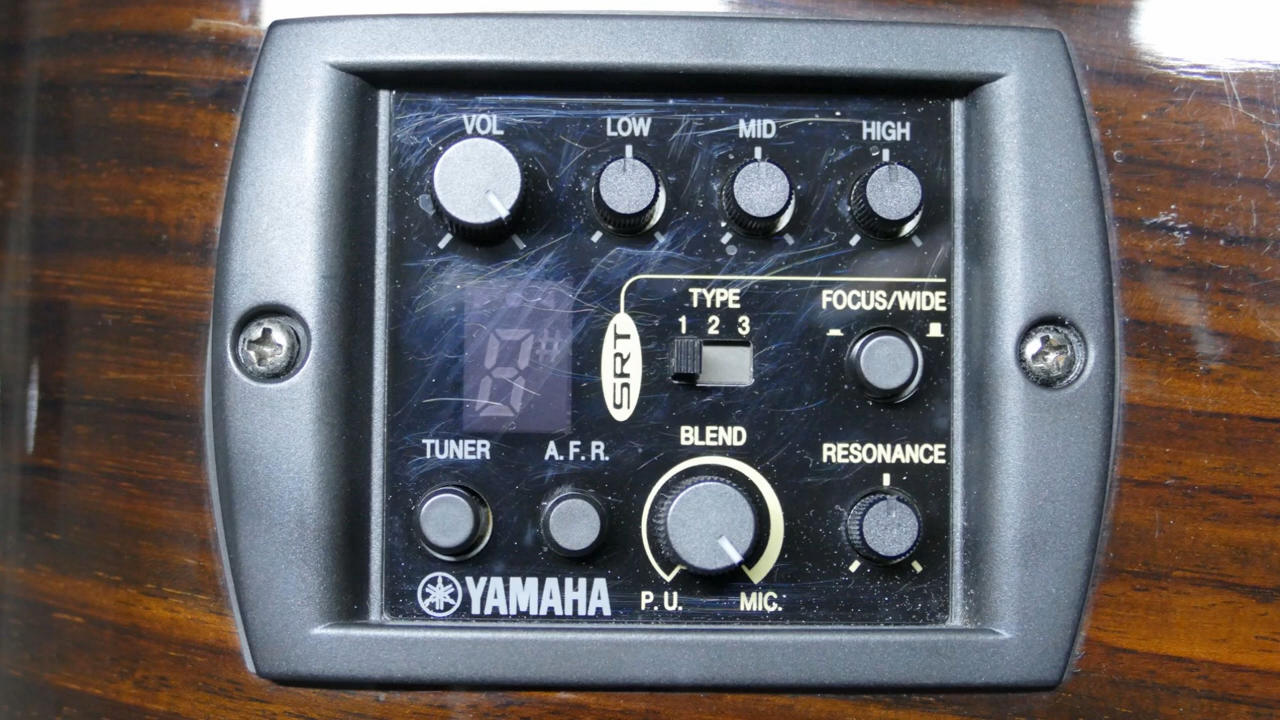 VOL LOW MID HIGH
TYPE
1 2 3
FOCUS/WIDE
SRT
TUNER A.F.R.
BLEND
RESONANCE
P.U. MIC.
YAMAHA